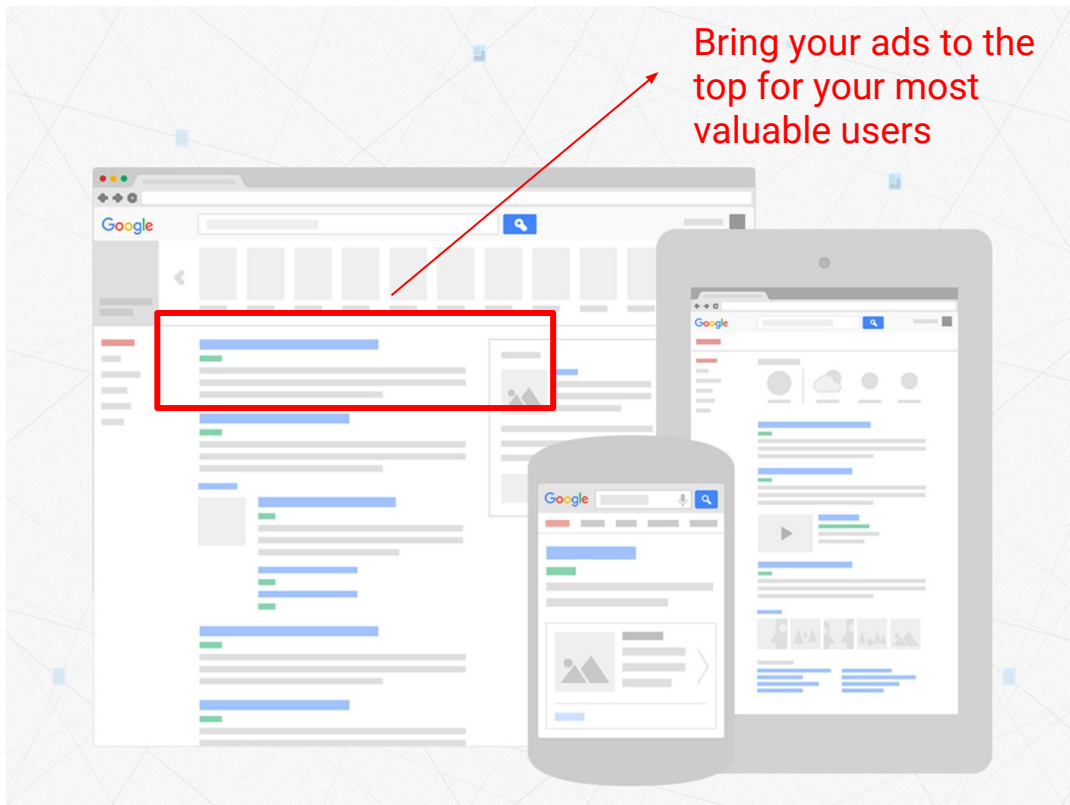 Bring your ads to the
top for your most
valuable users
Google
Google
Google